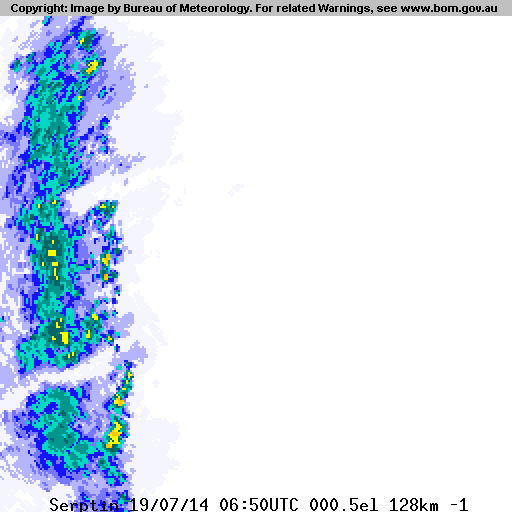 Copyright: Image by Bureau of Meteorology. For related Warnings, see www.bom.gov.au
Serptin 19/07/14 06:50UTC 000.5el 128km -1